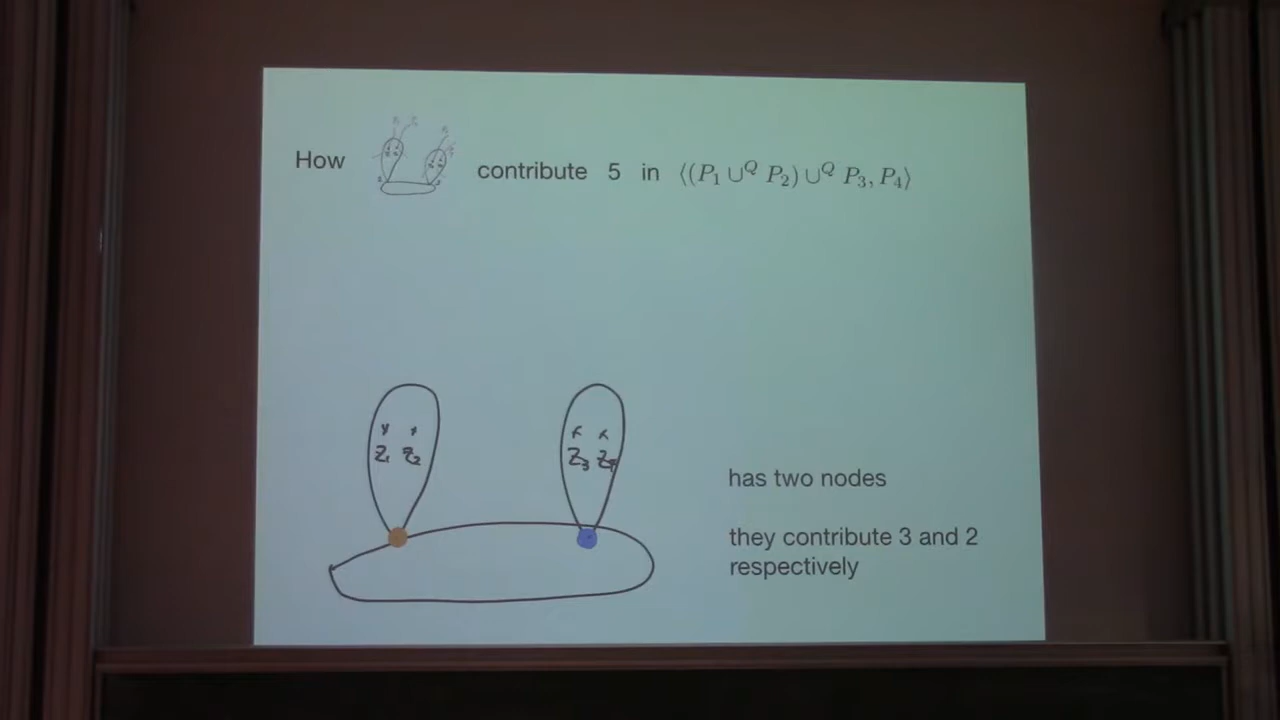 How contribute 5 in ⟨(P₁ ∪^Q P₂) ∪^Q P₃, P₄⟩
z₁ z₂ z₃ z₄
has two nodes
they contribute 3 and 2
respectively